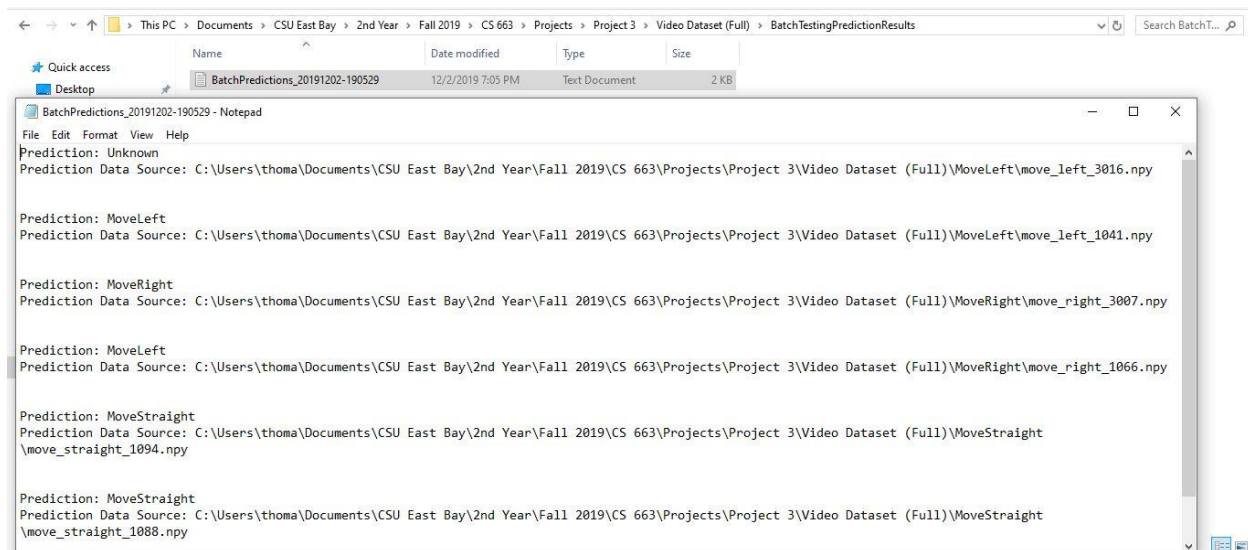 This PC > Documents > CSU East Bay > 2nd Year > Fall 2019 > CS 663 > Projects > Project 3 > Video Dataset (Full) > BatchTestingPredictionResults
Search BatchT...
Name Date modified Type Size
Quick access
BatchPredictions_20191202-190529 12/2/2019 7:05 PM Text Document 2 KB
Desktop
BatchPredictions_20191202-190529 - Notepad
File Edit Format View Help
Prediction: Unknown
Prediction Data Source: C:\Users\thoma\Documents\CSU East Bay\2nd Year\Fall 2019\CS 663\Projects\Project 3\Video Dataset (Full)\MoveLeft\move_left_3016.npy
Prediction: MoveLeft
Prediction Data Source: C:\Users\thoma\Documents\CSU East Bay\2nd Year\Fall 2019\CS 663\Projects\Project 3\Video Dataset (Full)\MoveLeft\move_left_1041.npy
Prediction: MoveRight
Prediction Data Source: C:\Users\thoma\Documents\CSU East Bay\2nd Year\Fall 2019\CS 663\Projects\Project 3\Video Dataset (Full)\MoveRight\move_right_3007.npy
Prediction: MoveLeft
Prediction Data Source: C:\Users\thoma\Documents\CSU East Bay\2nd Year\Fall 2019\CS 663\Projects\Project 3\Video Dataset (Full)\MoveRight\move_right_1066.npy
Prediction: MoveStraight
Prediction Data Source: C:\Users\thoma\Documents\CSU East Bay\2nd Year\Fall 2019\CS 663\Projects\Project 3\Video Dataset (Full)\MoveStraight
\move_straight_1094.npy
Prediction: MoveStraight
Prediction Data Source: C:\Users\thoma\Documents\CSU East Bay\2nd Year\Fall 2019\CS 663\Projects\Project 3\Video Dataset (Full)\MoveStraight
\move_straight_1088.npy